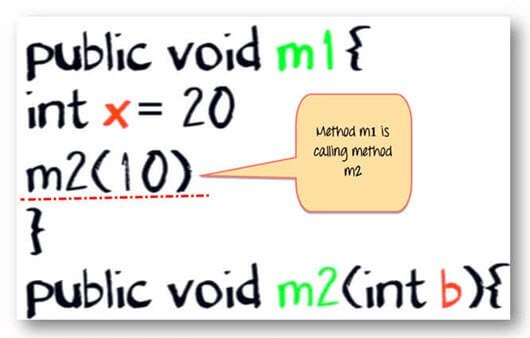 public void m1{
int x= 20
m2(10)
Method m1 is
calling method
m2
}
public void m2(int b){